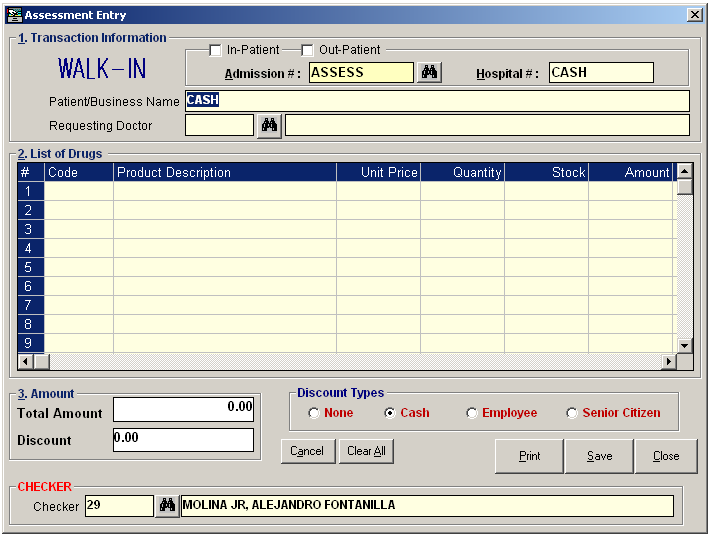 Assessment Entry
1. Transaction Information
WALK-IN
In-Patient Out-Patient
Admission # : ASSESS Hospital # : CASH
Patient/Business Name CASH
Requesting Doctor
2. List of Drugs
# Code Product Description Unit Price Quantity Stock Amount
1
2
3
4
5
6
7
8
9
3. Amount
Total Amount 0.00
Discount 0.00
Discount Types
None Cash Employee Senior Citizen
Cancel Clear All Print Save Close
CHECKER
Checker 29 MOLINA JR, ALEJANDRO FONTANILLA